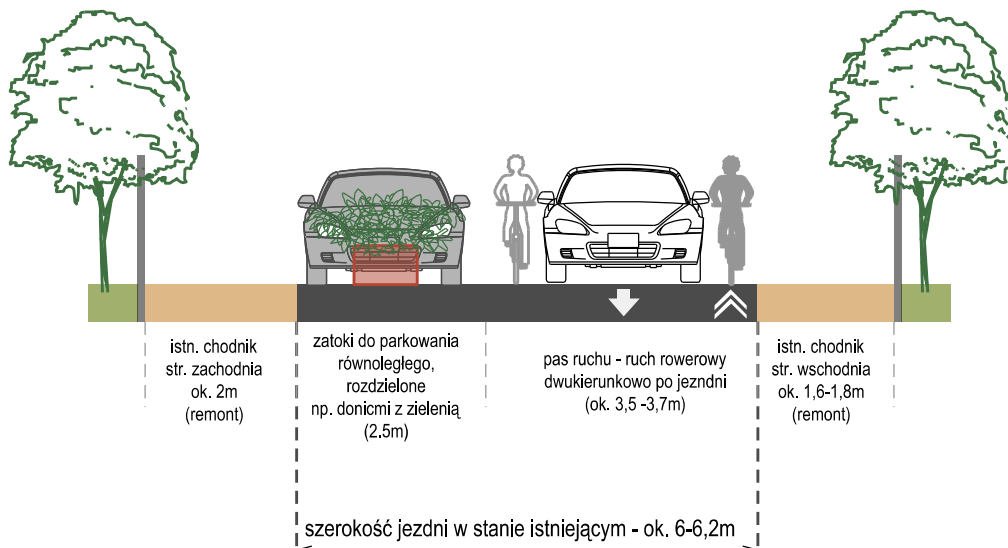 istn. chodnik
str. zachodnia
ok. 2m
(remont)
zatoki do parkowania
równoległego,
rozdzielone
np. donicmi z zielenią
(2.5m)
pas ruchu - ruch rowerowy
dwukierunkowo po jezndni
(ok. 3,5 -3,7m)
istn. chodnik
str. wschodnia
ok. 1,6-1,8m
(remont)
szerokość jezdni w stanie istniejącym - ok. 6-6,2m